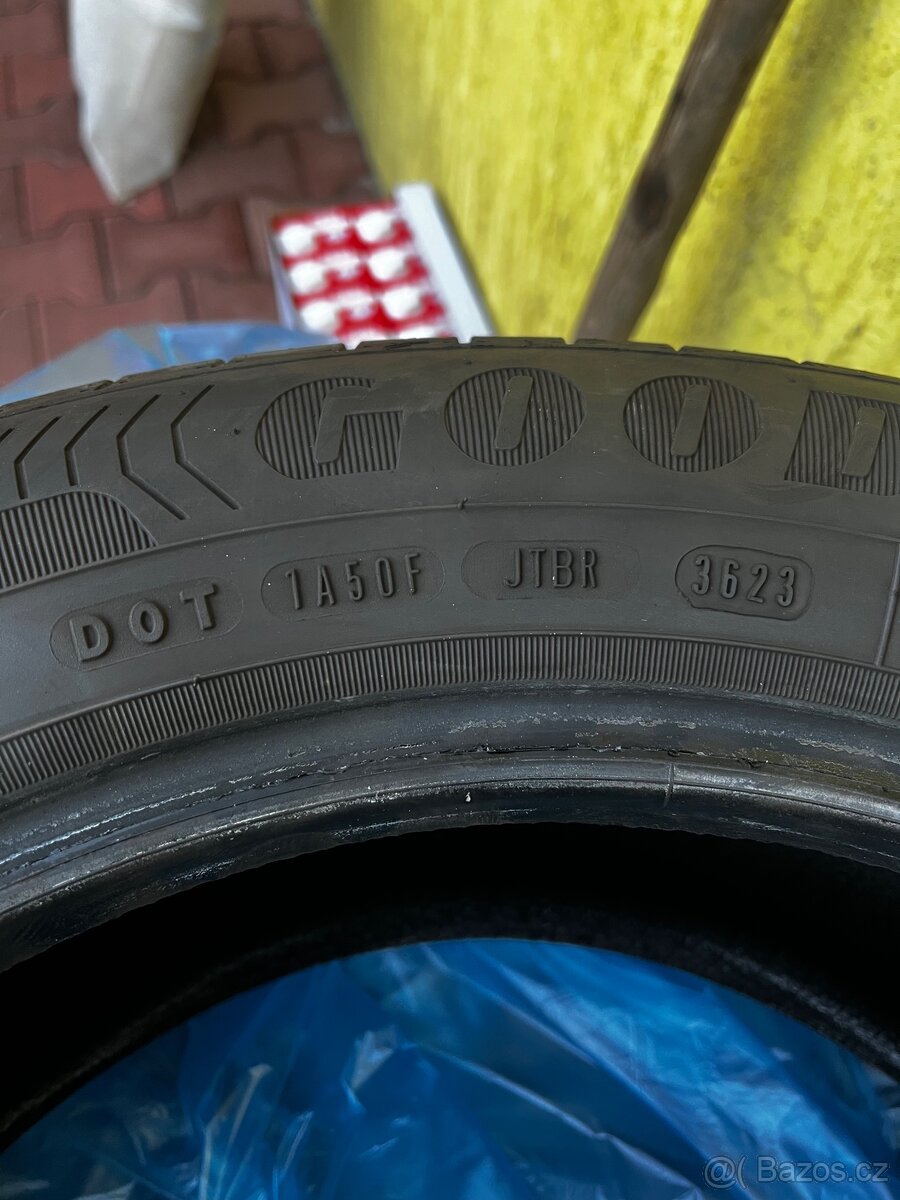 GOOD
DOT 1A50F JTBR 3623
@( Bazos.cz